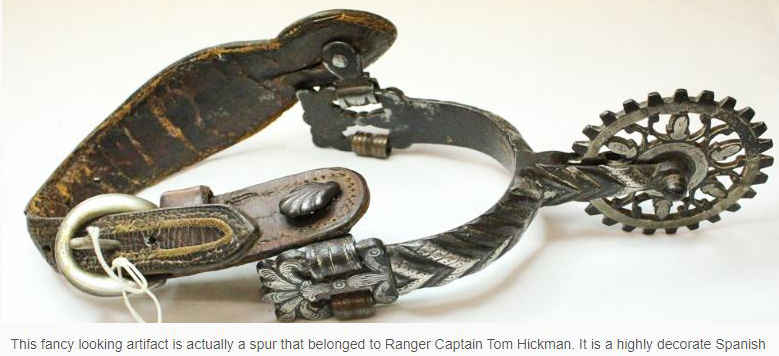 This fancy looking artifact is actually a spur that belonged to Ranger Captain Tom Hickman. It is a highly decorate Spanish